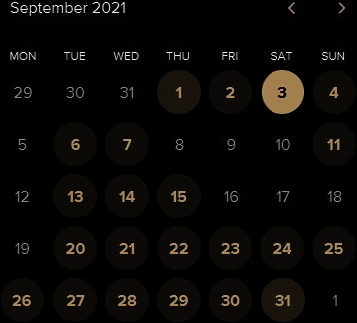 September 2021
MON TUE WED THU FRI SAT SUN
29 30 31 1 2 3 4
5 6 7 8 9 10 11
12 13 14 15 16 17 18
19 20 21 22 23 24 25
26 27 28 29 30 31 1